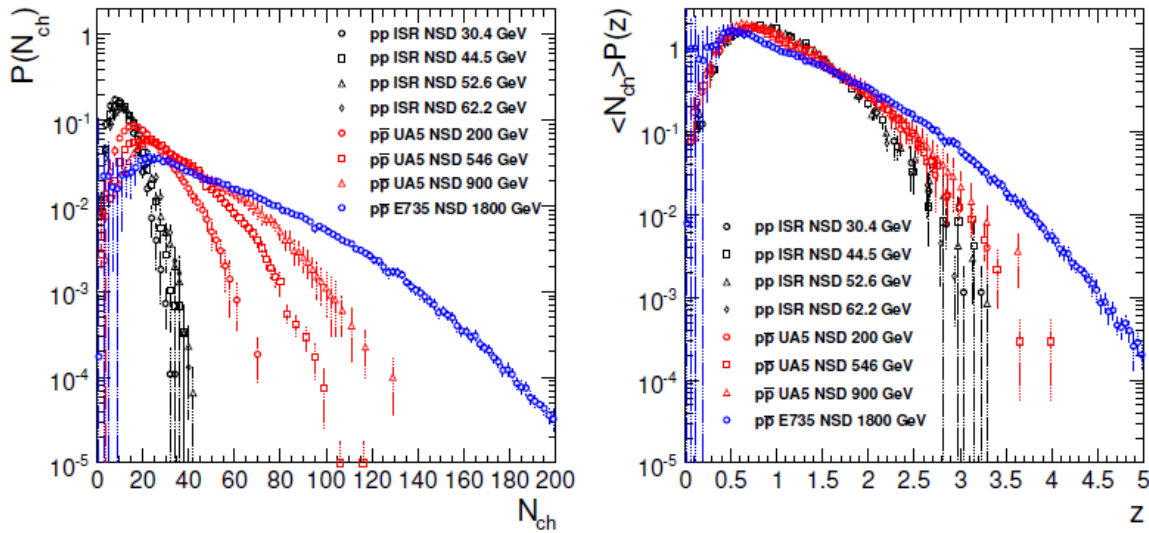 P(N_ch)
1
10^-1
10^-2
10^-3
10^-4
10^-5
pp ISR NSD 30.4 GeV
pp ISR NSD 44.5 GeV
pp ISR NSD 52.6 GeV
pp ISR NSD 62.2 GeV
pp̅ UA5 NSD 200 GeV
pp̅ UA5 NSD 546 GeV
pp̅ UA5 NSD 900 GeV
pp̅ E735 NSD 1800 GeV
0 20 40 60 80 100 120 140 160 180 200
N_ch
<N_ch>P(z)
1
10^-1
10^-2
10^-3
10^-4
10^-5
pp ISR NSD 30.4 GeV
pp ISR NSD 44.5 GeV
pp ISR NSD 52.6 GeV
pp ISR NSD 62.2 GeV
pp̅ UA5 NSD 200 GeV
pp̅ UA5 NSD 546 GeV
pp̅ UA5 NSD 900 GeV
pp̅ E735 NSD 1800 GeV
0 0.5 1 1.5 2 2.5 3 3.5 4 4.5 5
z